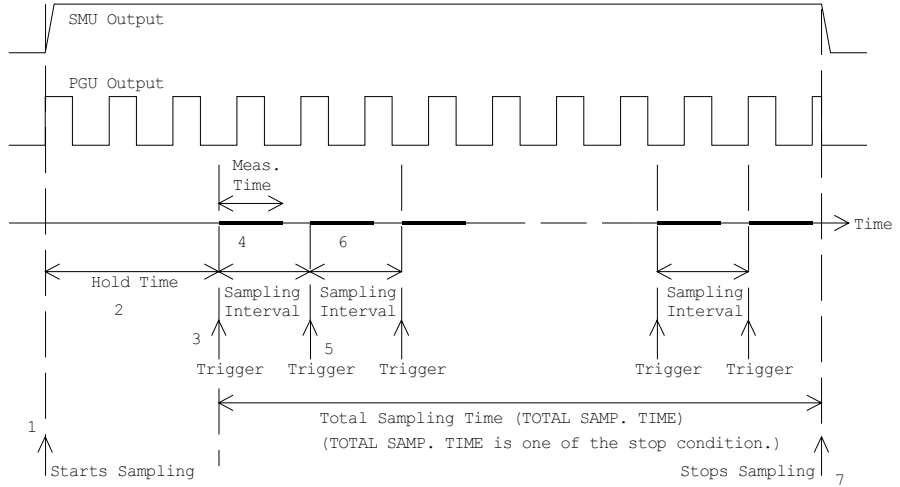 SMU Output
PGU Output
Meas.
Time
Time
4
6
Hold Time
2
Sampling
Interval
Sampling
Interval
Sampling
Interval
3
5
Trigger
Trigger
Trigger
Trigger
Trigger
Total Sampling Time (TOTAL SAMP. TIME)
(TOTAL SAMP. TIME is one of the stop condition.)
1
Starts Sampling
Stops Sampling
7